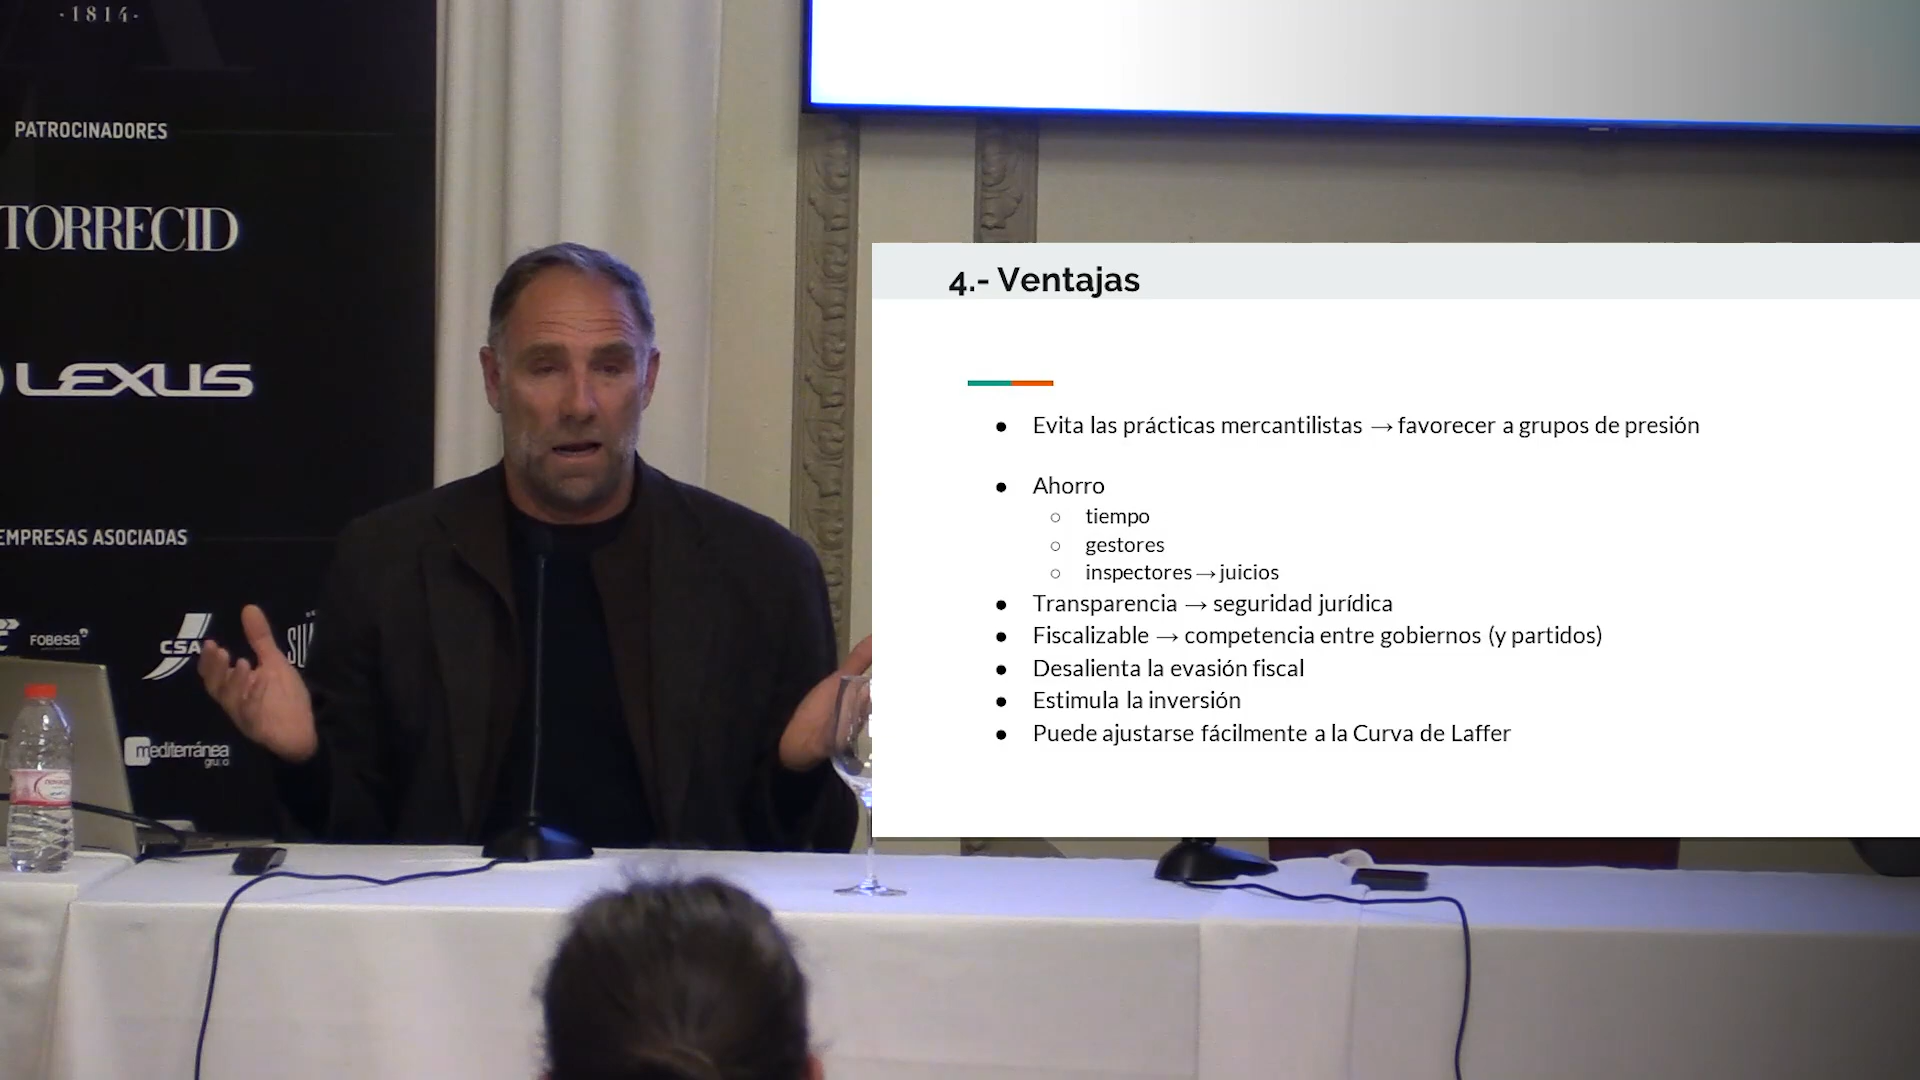 ·1814·
PATROCINADORES
TORRECID
LEXUS
EMPRESAS ASOCIADAS
FOBESA
CSA
mediterránea
4.- Ventajas
● Evita las prácticas mercantilistas → favorecer a grupos de presión
● Ahorro
○ tiempo
○ gestores
○ inspectores → juicios
● Transparencia → seguridad jurídica
● Fiscalizable → competencia entre gobiernos (y partidos)
● Desalienta la evasión fiscal
● Estimula la inversión
● Puede ajustarse fácilmente a la Curva de Laffer